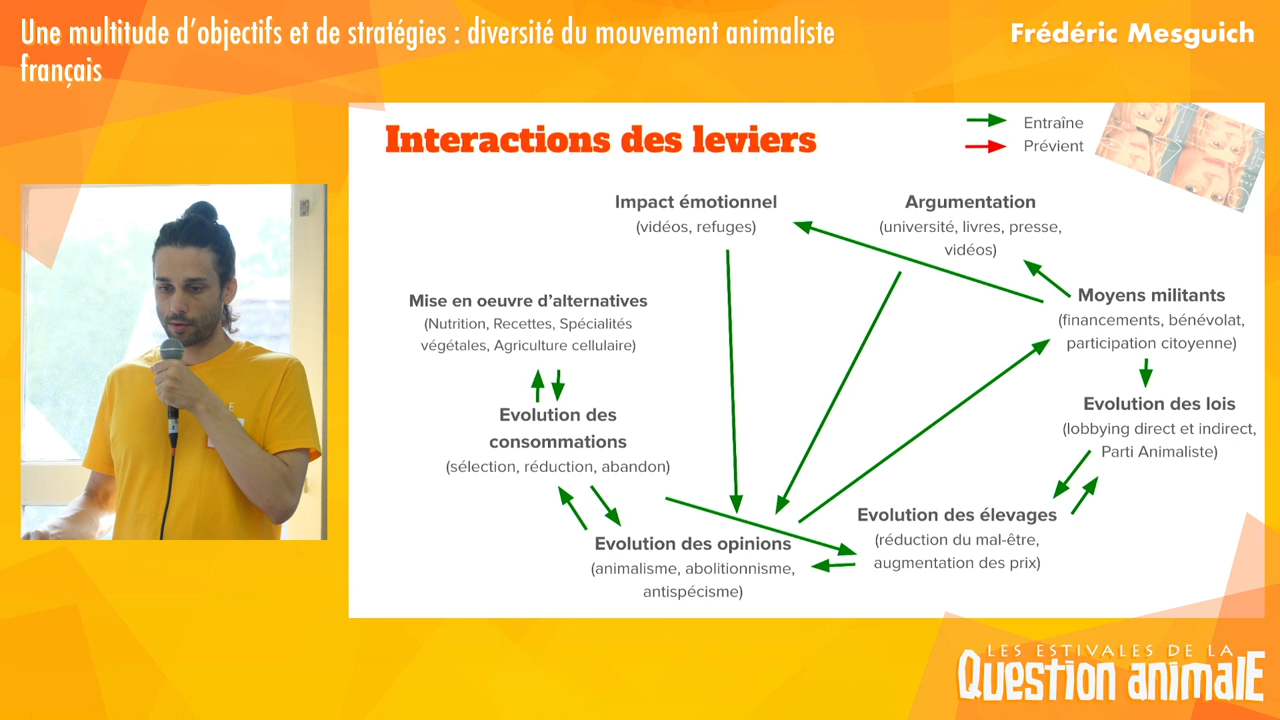 Une multitude d'objectifs et de stratégies : diversité du mouvement animaliste
français
Frédéric Mesguich
Interactions des leviers
Entraîne
Prévient
Impact émotionnel
(vidéos, refuges)
Argumentation
(université, livres, presse,
vidéos)
Mise en oeuvre d'alternatives
(Nutrition, Recettes, Spécialités
végétales, Agriculture cellulaire)
Moyens militants
(financements, bénévolat,
participation citoyenne)
Evolution des
consommations
(sélection, réduction, abandon)
Evolution des lois
(lobbying direct et indirect,
Parti Animaliste)
Evolution des opinions
(animalisme, abolitionnisme,
antispécisme)
Evolution des élevages
(réduction du mal-être,
augmentation des prix)
LES ESTIVALES DE LA
QUESTION ANIMALE